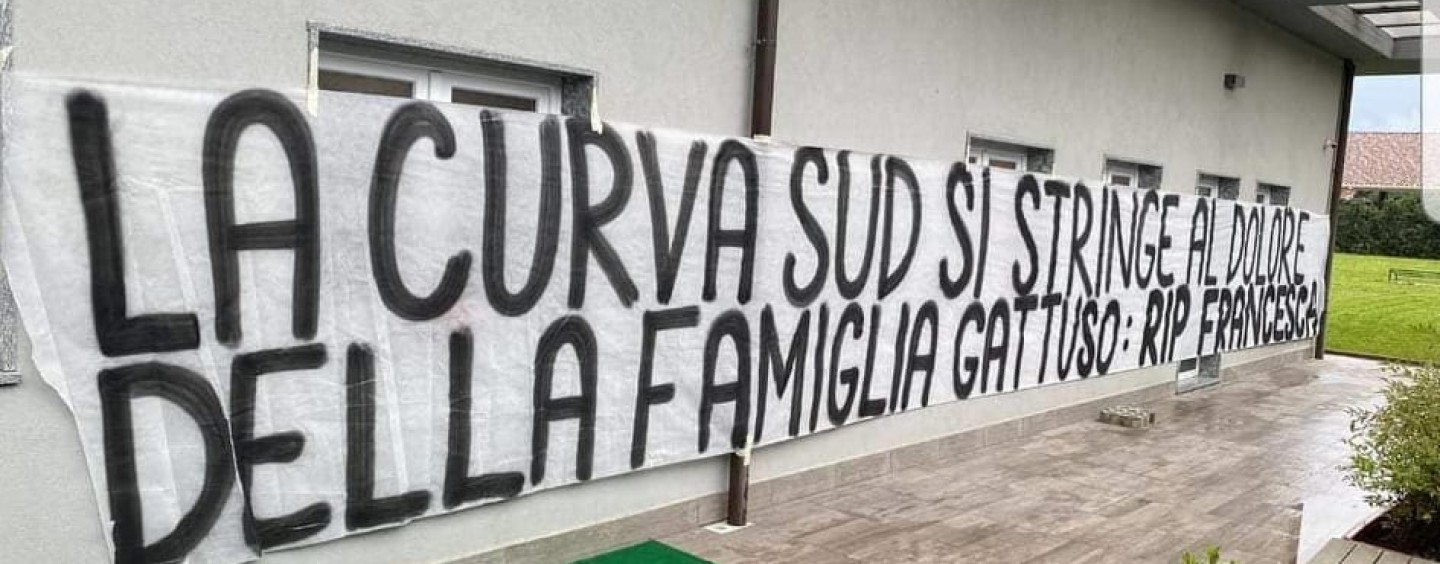 LA CURVA SUD SI STRINGE AL DOLORE
DELLA FAMIGLIA GATTUSO: RIP FRANCESCA